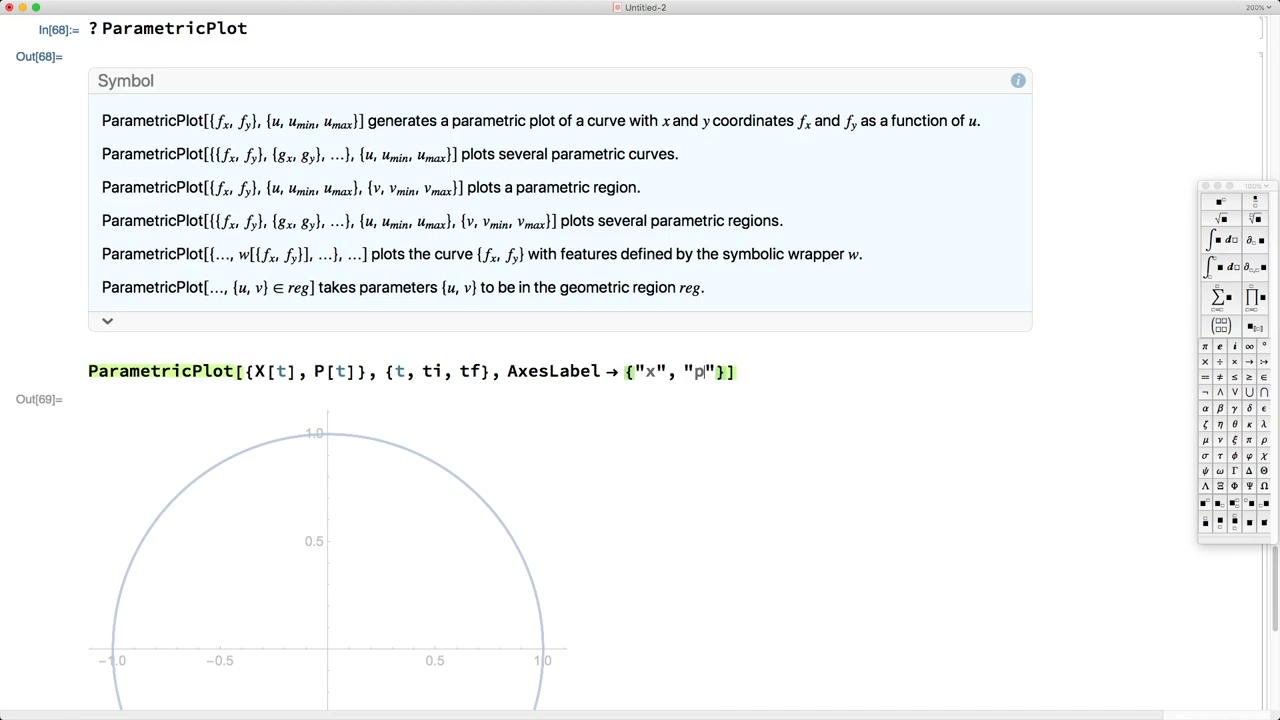 Untitled-2
200%
In[68]:= ? ParametricPlot
Out[68]=
Symbol
ParametricPlot[{fx, fy}, {u, umin, umax}] generates a parametric plot of a curve with x and y coordinates fx and fy as a function of u.
ParametricPlot[{{fx, fy}, {gx, gy}, …}, {u, umin, umax}] plots several parametric curves.
ParametricPlot[{fx, fy}, {u, umin, umax}, {v, vmin, vmax}] plots a parametric region.
ParametricPlot[{{fx, fy}, {gx, gy}, …}, {u, umin, umax}, {v, vmin, vmax}] plots several parametric regions.
ParametricPlot[{…, w[{fx, fy}], …}, …] plots the curve {fx, fy} with features defined by the symbolic wrapper w.
ParametricPlot[…, {u, v} ∈ reg] takes parameters {u, v} to be in the geometric region reg.
ParametricPlot[{X[t], P[t]}, {t, ti, tf}, AxesLabel → {"x", "p"}]
Out[69]=
1.0
0.5
−1.0 −0.5 0.5 1.0
100%
π e i ∞ °
× ÷ × → :→
== ≠ ≤ ≥ ∈
¬ ∧ ∨ ∪ ∩
α β γ δ ϵ
ζ η θ κ λ
μ ν ξ π ρ
σ τ ϕ φ χ
ψ ω Γ Δ Θ
Λ Ξ Φ Ψ Ω